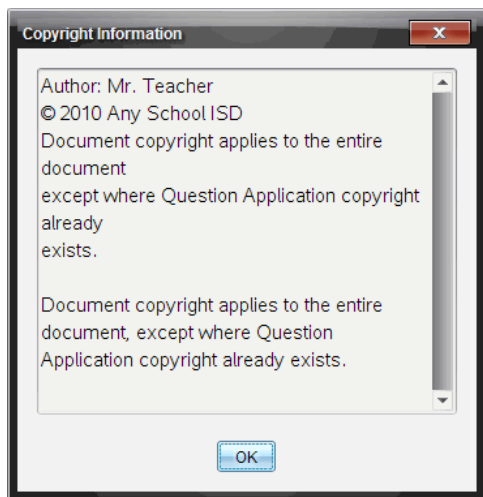 Copyright Information
Author: Mr. Teacher
© 2010 Any School ISD
Document copyright applies to the entire
document
except where Question Application copyright
already
exists.
Document copyright applies to the entire
document, except where Question
Application copyright already exists.
OK